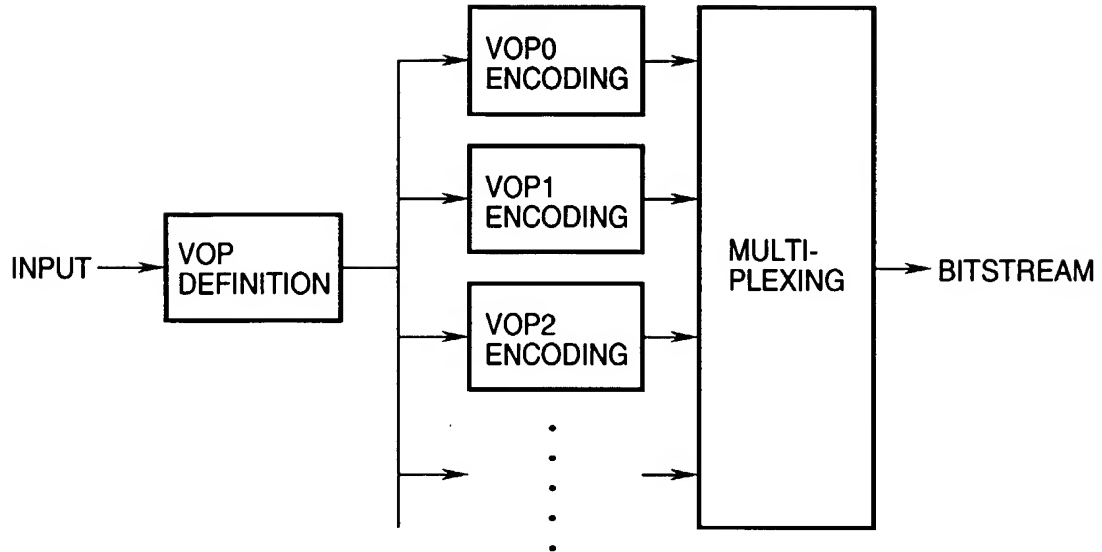 VOP0
ENCODING
VOP1
ENCODING
INPUT
VOP
DEFINITION
MULTI-
PLEXING
BITSTREAM
VOP2
ENCODING